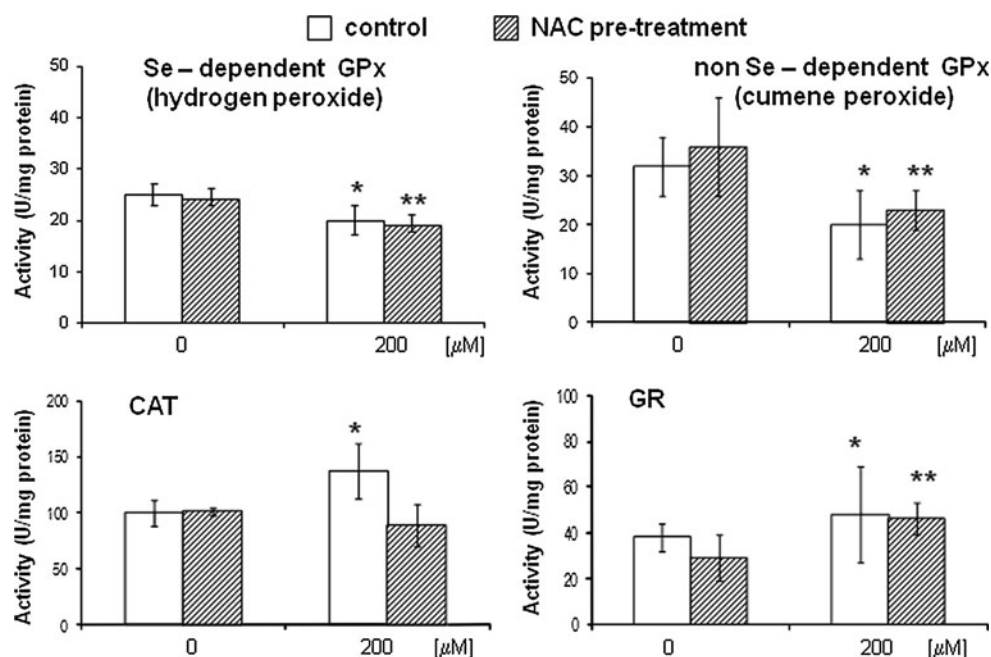 control NAC pre-treatment
Se – dependent GPx
(hydrogen peroxide)
Activity (U/mg protein)
50
40
30
20
10
0
* **
0 200 [µM]
non Se – dependent GPx
(cumene peroxide)
Activity (U/mg protein)
50
40
30
20
10
0
* **
0 200 [µM]
CAT
Activity (U/mg protein)
200
150
100
50
0
*
0 200 [µM]
GR
Activity (U/mg protein)
100
80
60
40
20
0
* **
0 200 [µM]